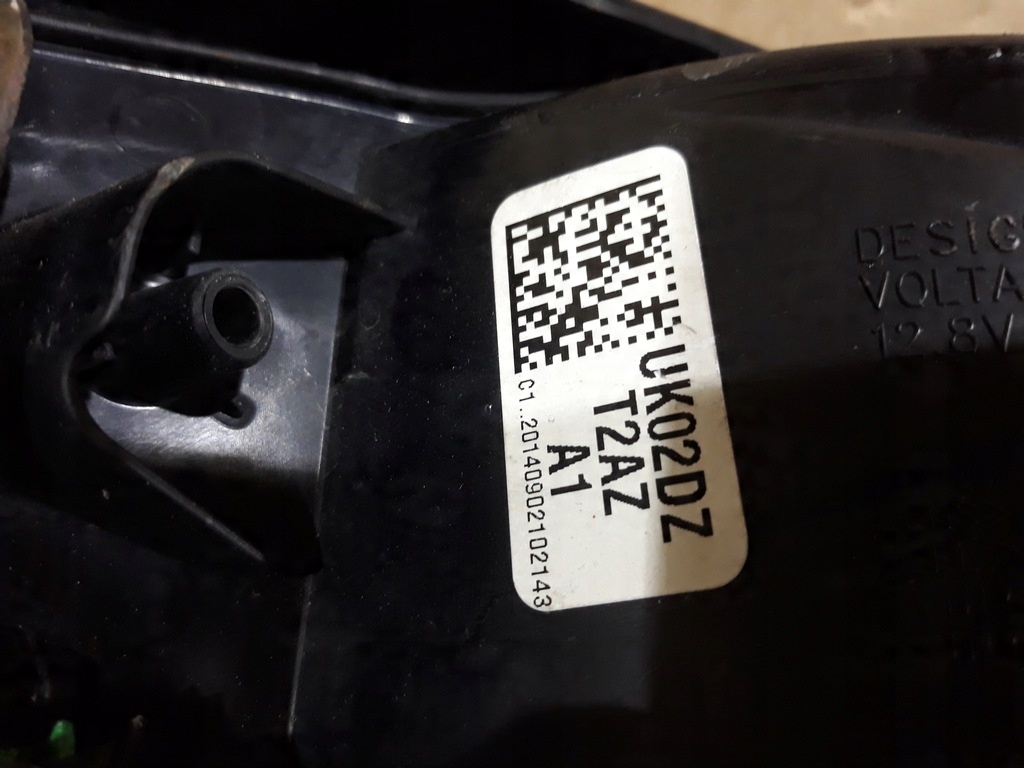 UK02DZ
T2AZ
A1
C1..20140902102143
DESIG
VOLTA
12.8V